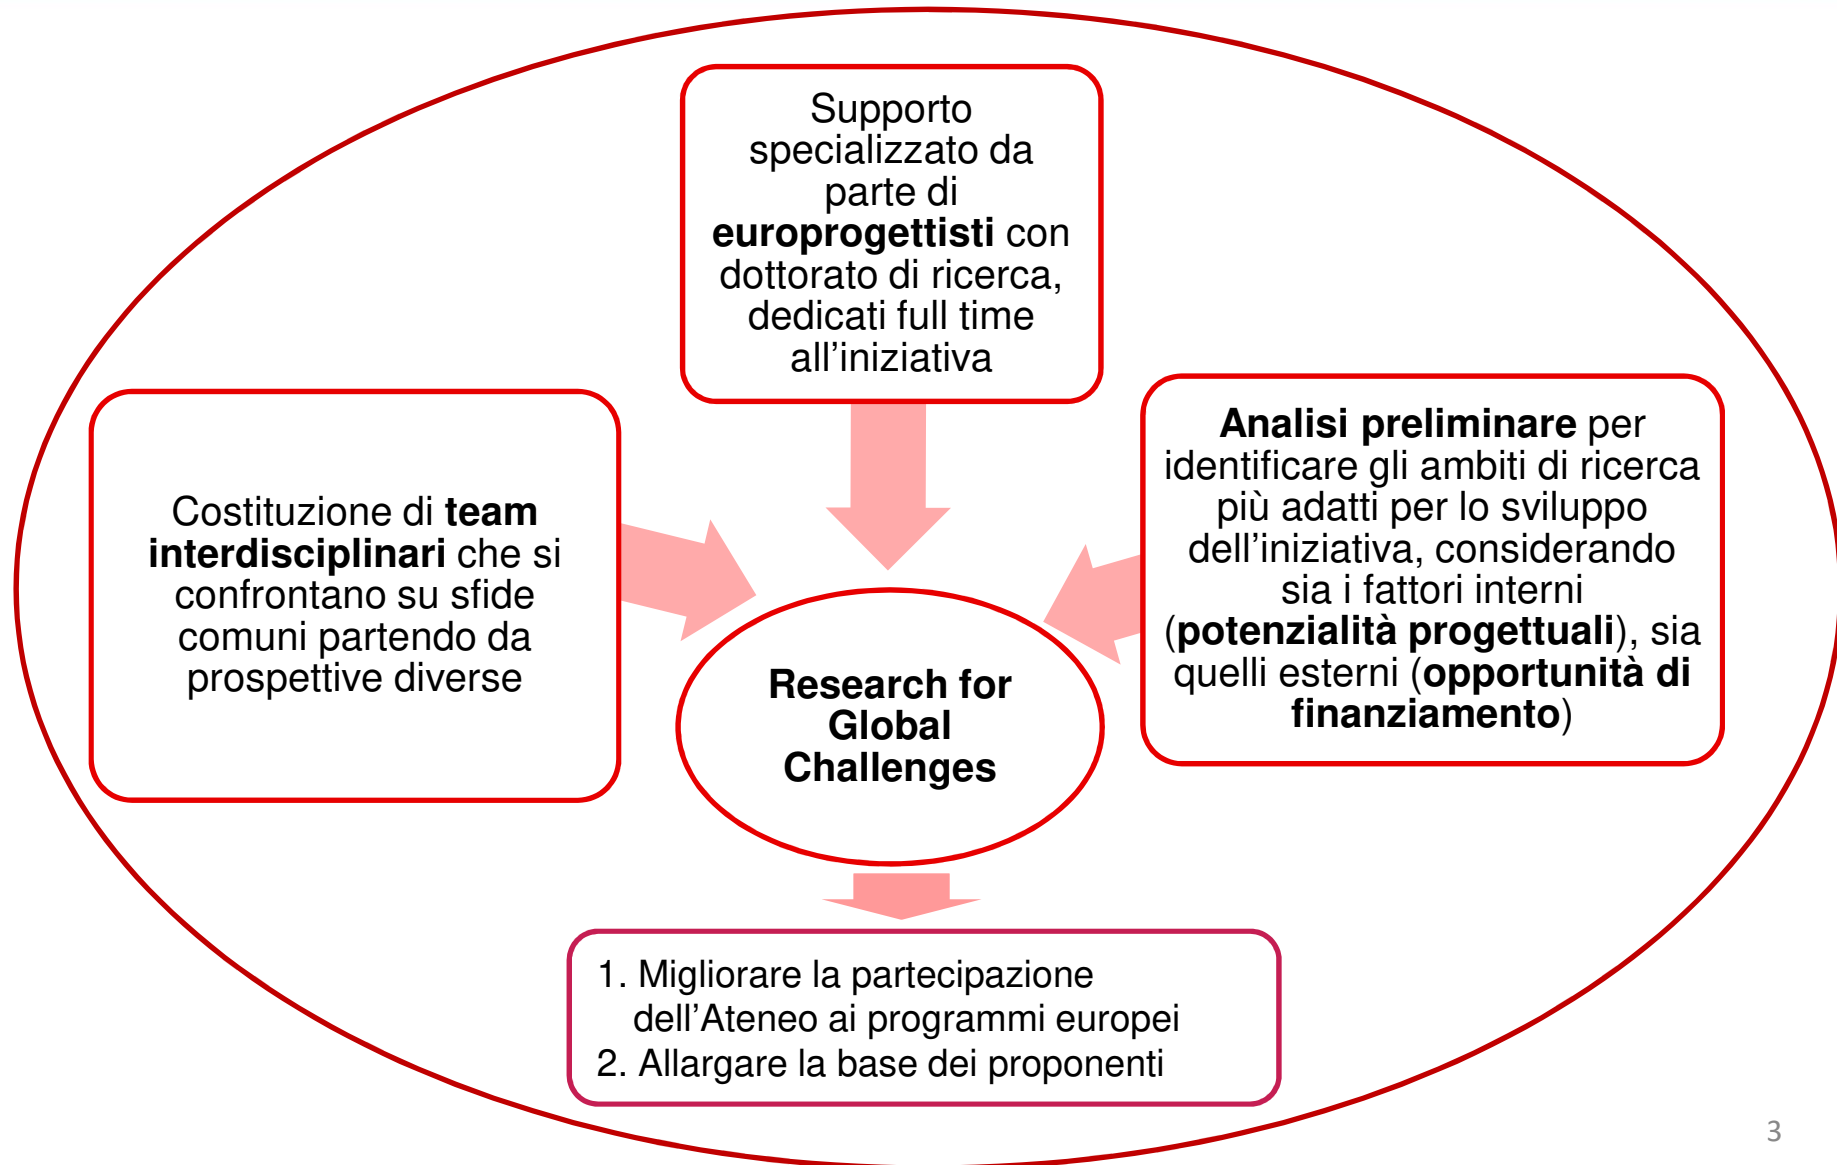 Supporto
specializzato da
parte di
europrogettisti con
dottorato di ricerca,
dedicati full time
all’iniziativa
Costituzione di team
interdisciplinari che si
confrontano su sfide
comuni partendo da
prospettive diverse
Analisi preliminare per
identificare gli ambiti di ricerca
più adatti per lo sviluppo
dell’iniziativa, considerando
sia i fattori interni
(potenzialità progettuali), sia
quelli esterni (opportunità di
finanziamento)
Research for
Global
Challenges
1. Migliorare la partecipazione
dell’Ateneo ai programmi europei
2. Allargare la base dei proponenti
3